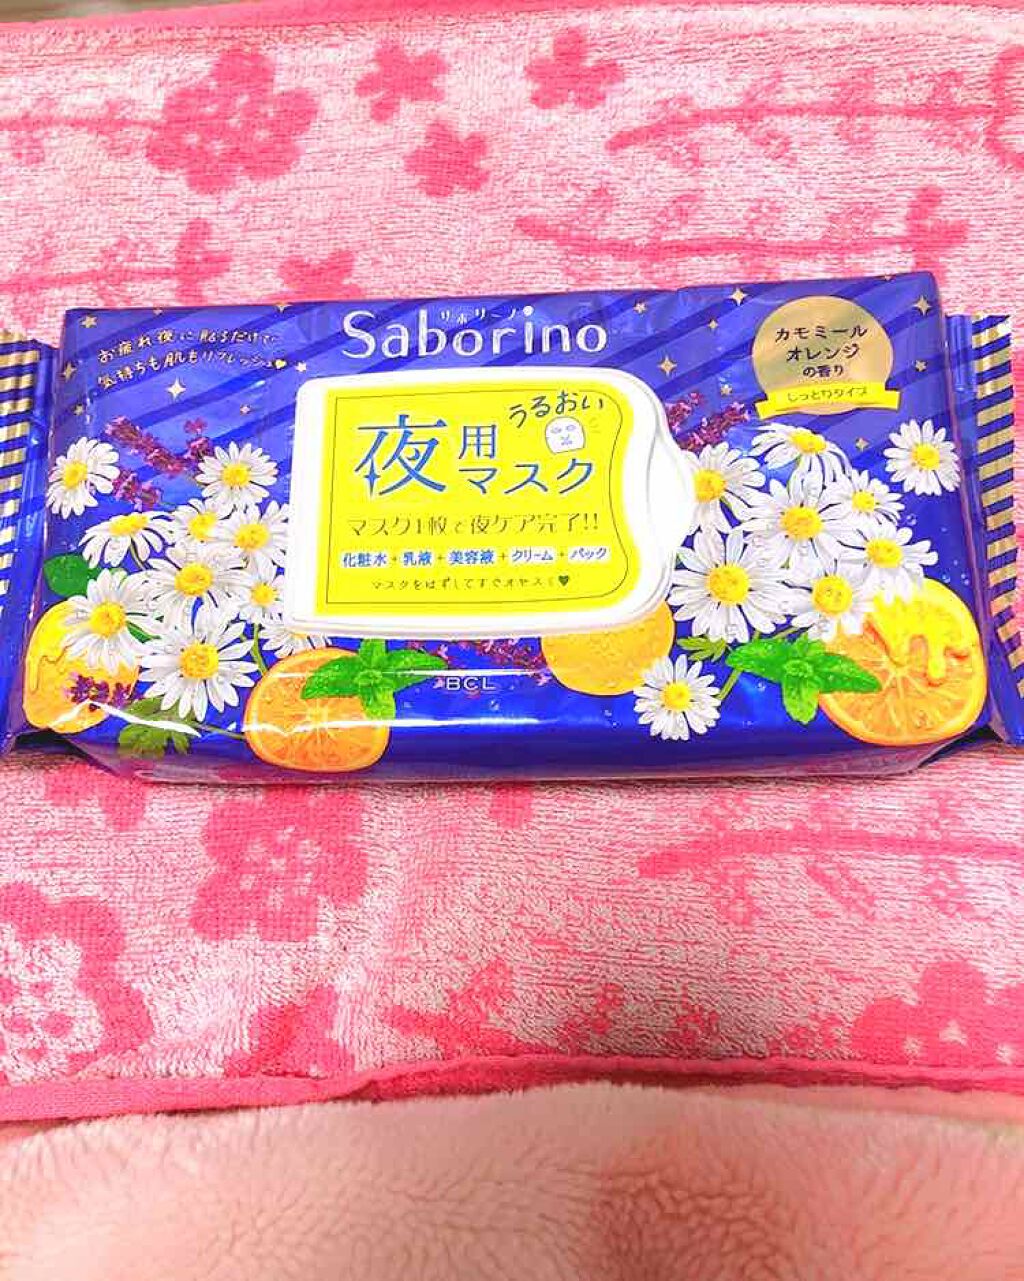 サボリーノ
Saborino
お疲れ夜に貼るだけで
気持ちも肌もリフレッシュ♥
カモミール
オレンジ
の香り
しっとりタイプ
うるおい
夜用
マスク
マスク1枚で夜ケア完了!!
化粧水+乳液+美容液+クリーム+パック
マスクをはずしてすぐオヤスミ♥
BCL